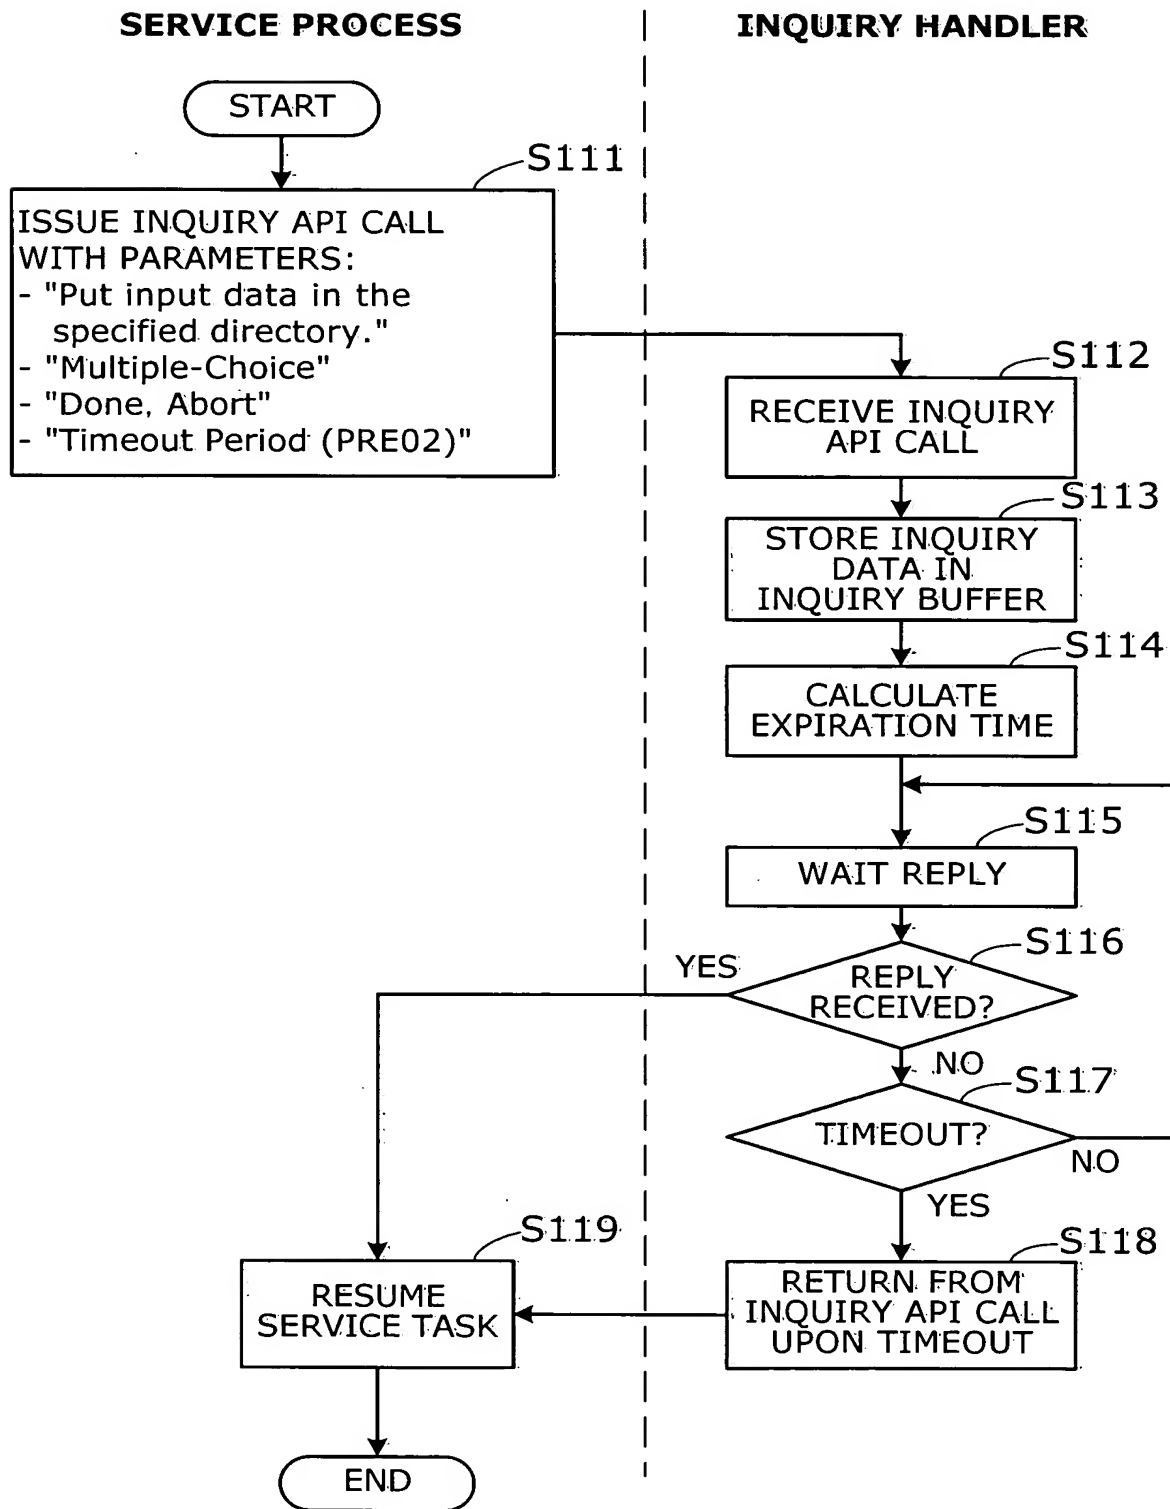 SERVICE PROCESS
INQUIRY HANDLER
START
S111
ISSUE INQUIRY API CALL
WITH PARAMETERS:
- "Put input data in the
specified directory."
- "Multiple-Choice"
- "Done, Abort"
- "Timeout Period (PRE02)"
S112
RECEIVE INQUIRY
API CALL
S113
STORE INQUIRY
DATA IN
INQUIRY BUFFER
S114
CALCULATE
EXPIRATION TIME
S115
WAIT REPLY
S116
YES
REPLY
RECEIVED?
NO
S117
TIMEOUT?
NO
YES
S118
RETURN FROM
INQUIRY API CALL
UPON TIMEOUT
S119
RESUME
SERVICE TASK
END